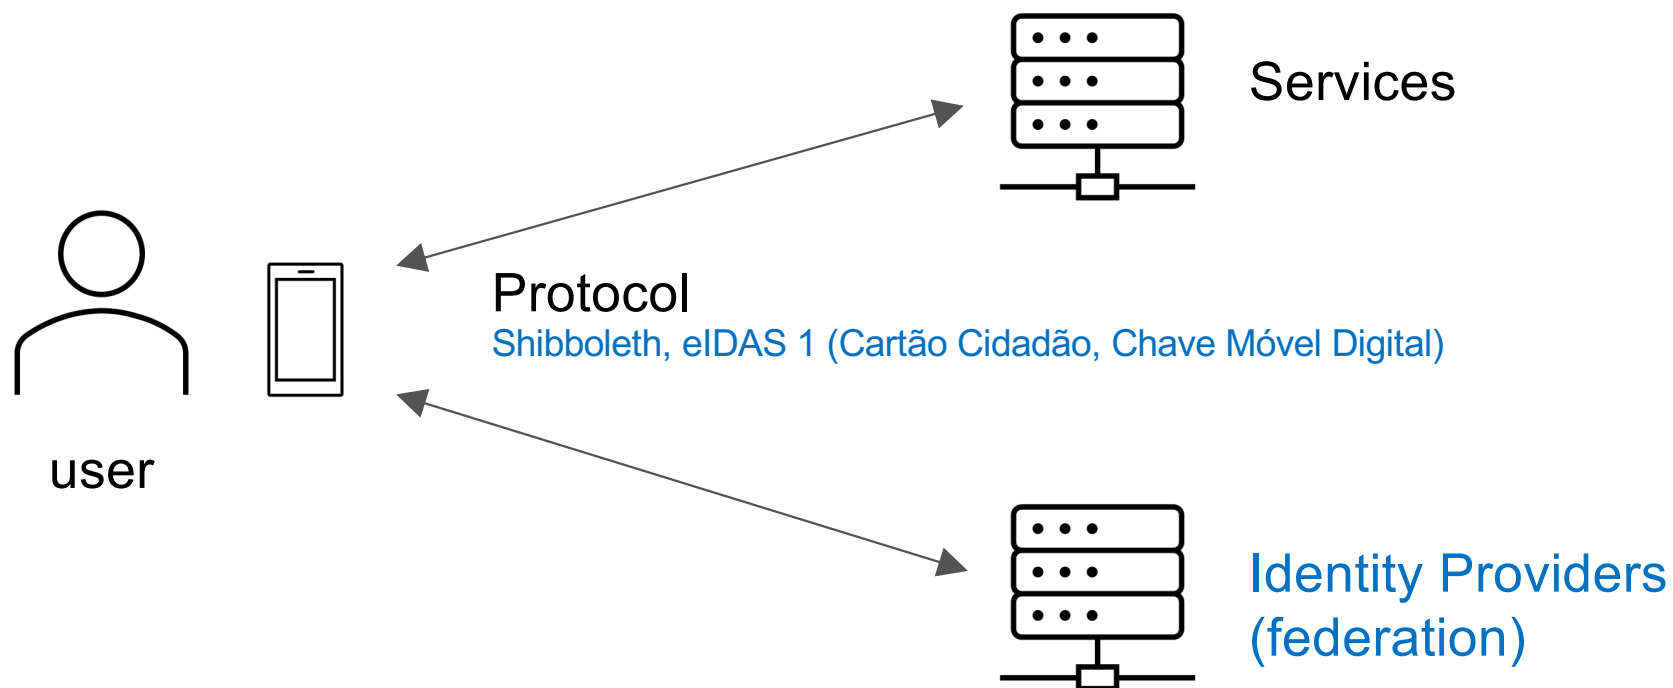 Services
Protocol
Shibboleth, eIDAS 1 (Cartão Cidadão, Chave Móvel Digital)
user
Identity Providers
(federation)